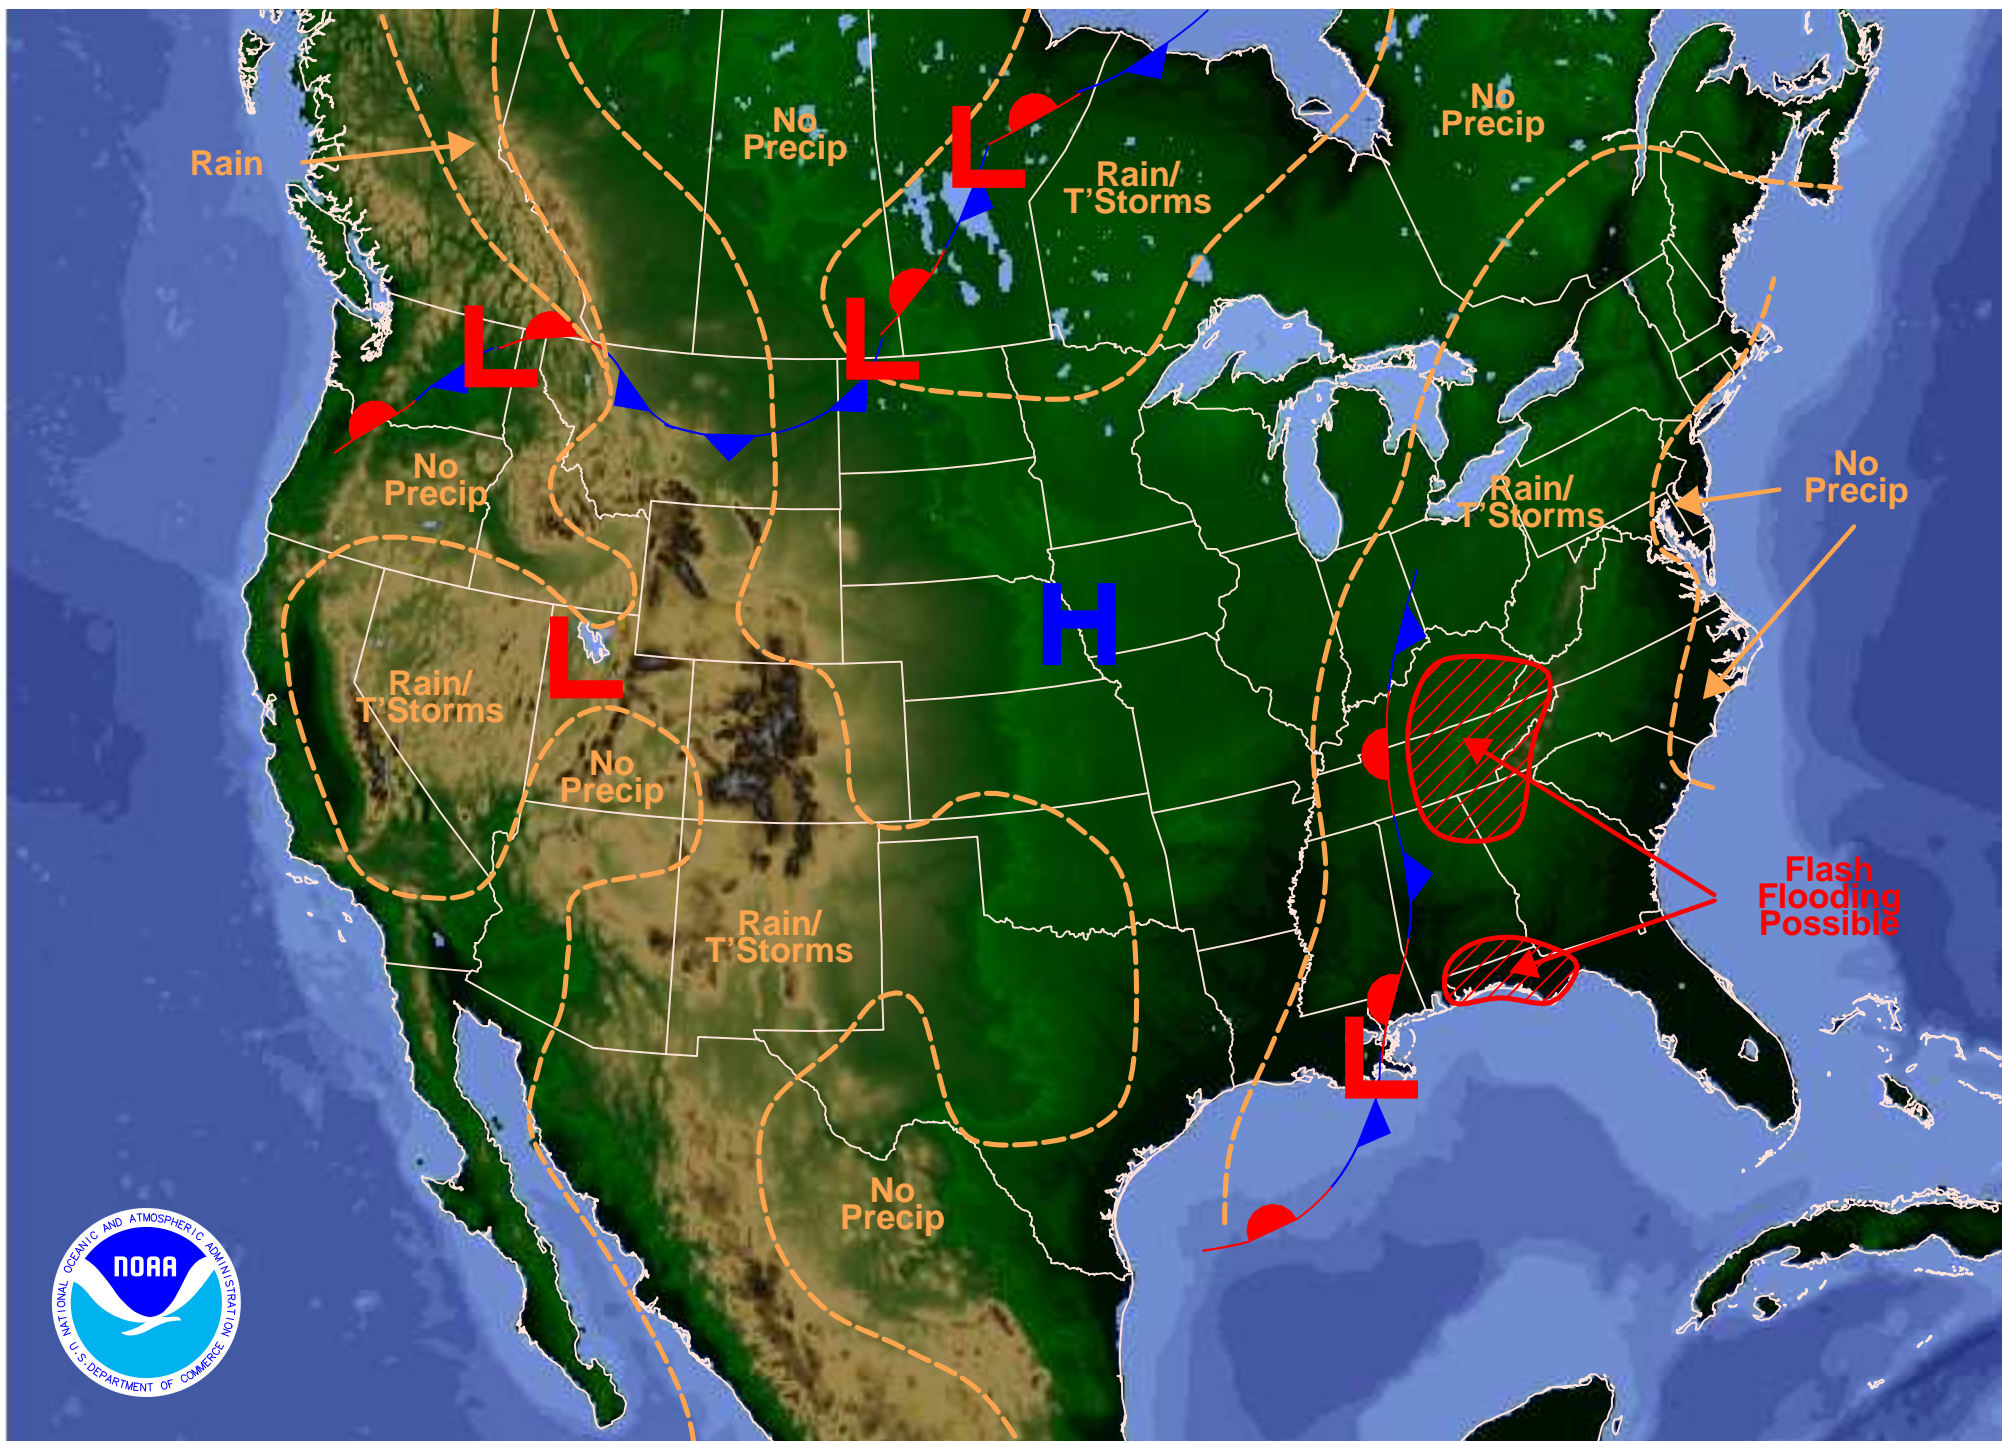 No
Precip
No
Precip
Rain
L
Rain/
T'Storms
L
L
No
Precip
No
Precip
Rain/
T'Storms
H
L
Rain/
T'Storms
No
Precip
Flash
Flooding
Possible
Rain/
T'Storms
L
No
Precip
NATIONAL OCEANIC AND ATMOSPHERIC ADMINISTRATION
NOAA
U.S. DEPARTMENT OF COMMERCE